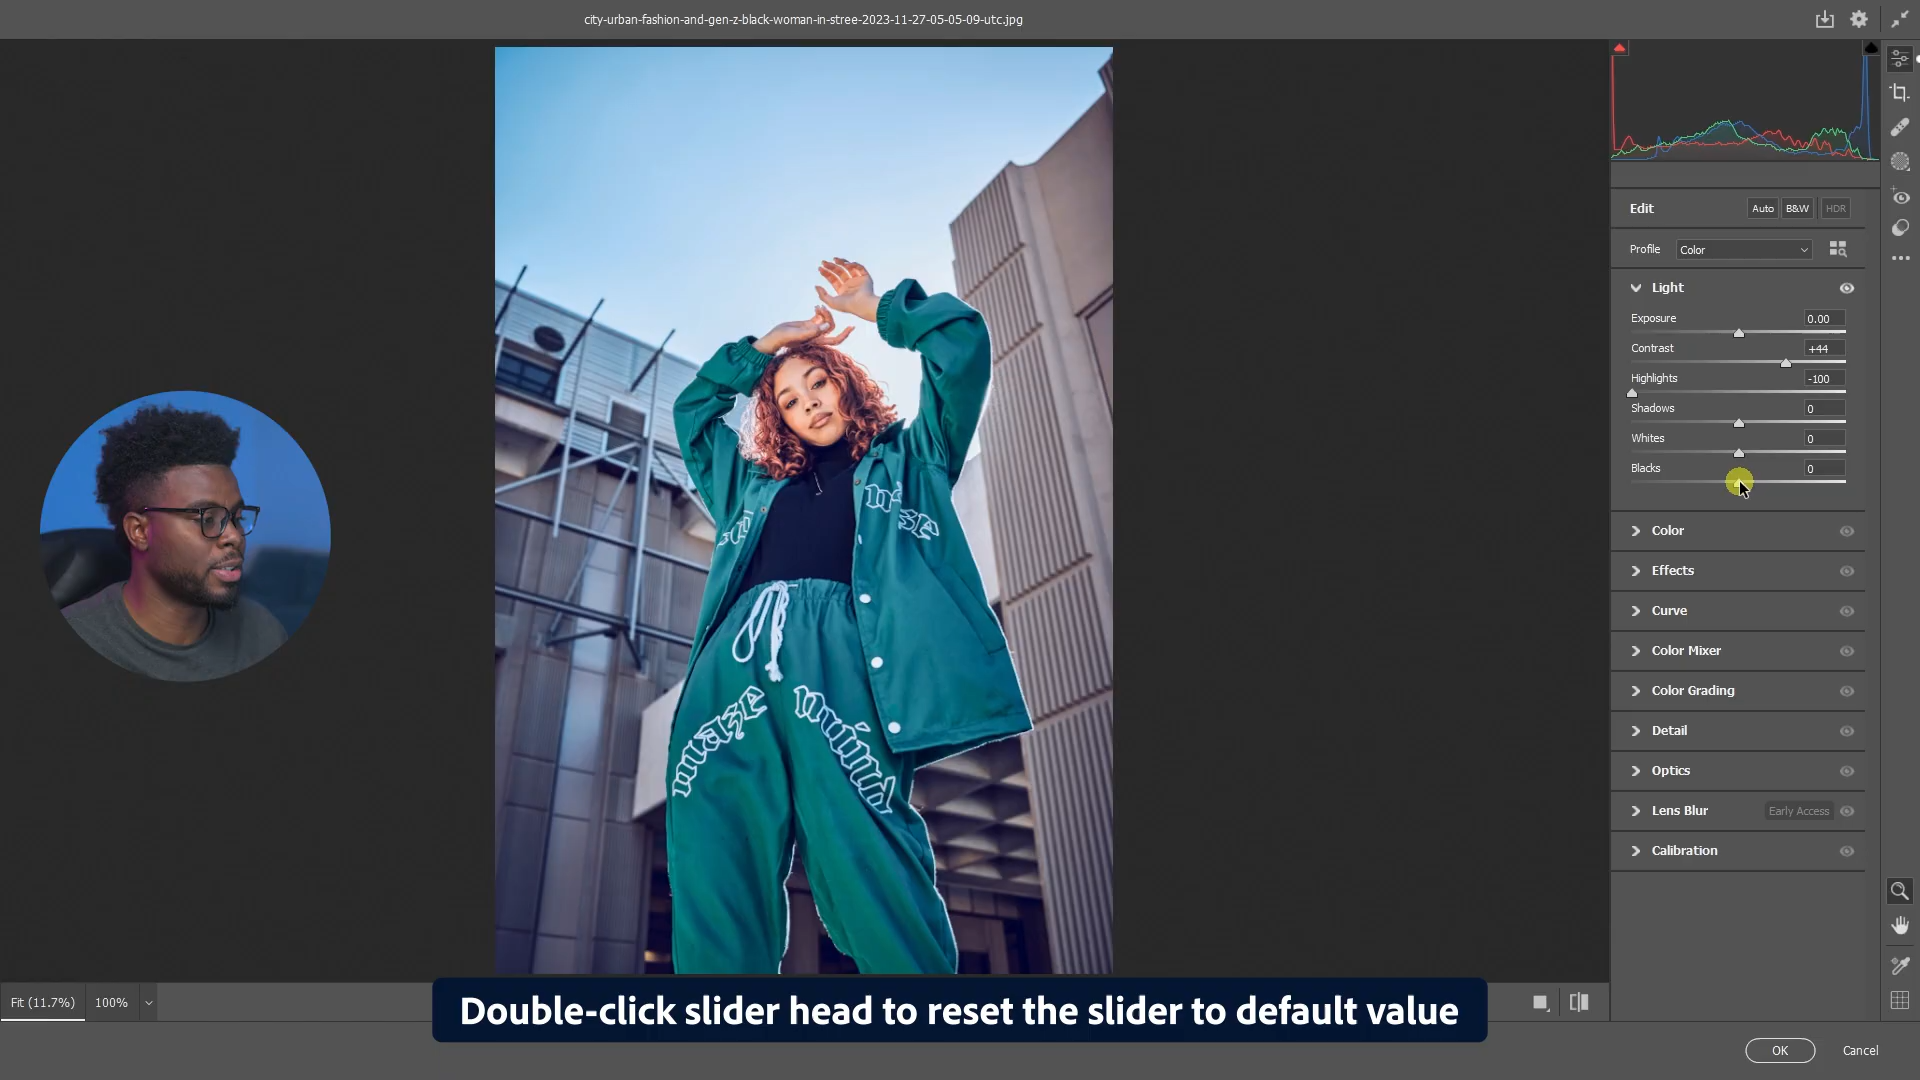 city-urban-fashion-and-gen-z-black-woman-in-stree-2023-11-27-05-05-09-utc.jpg
Edit
Auto
B&W
HDR
Profile
Color
Light
Exposure
0.00
Contrast
+44
Highlights
-100
Shadows
0
Whites
0
Blacks
0
Color
Effects
Curve
Color Mixer
Color Grading
Detail
Optics
Lens Blur
Early Access
Calibration
maze
mind
Fit (11.7%)
100%
Double-click slider head to reset the slider to default value
OK
Cancel